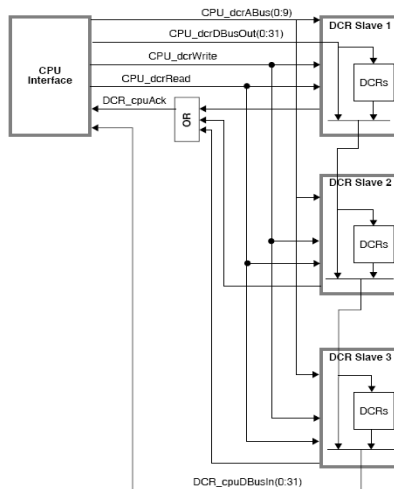 CPU_dcrABus(0:9)
DCR Slave 1
CPU_dcrDBusOut(0:31)
CPU_dcrWrite
CPU
Interface
CPU_dcrRead
DCRs
DCR_cpuAck
OR
DCR Slave 2
DCRs
DCR Slave 3
DCRs
DCR_cpuDBusIn(0:31)